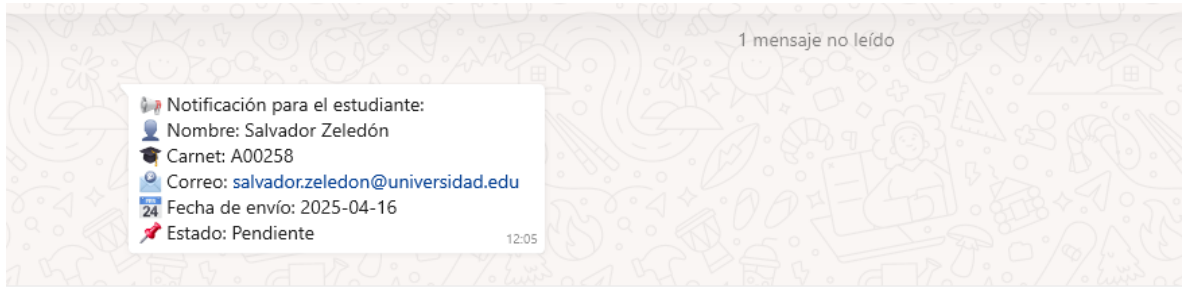 1 mensaje no leído
📢 Notificación para el estudiante:
👤 Nombre: Salvador Zeledón
🎓 Carnet: A00258
📧 Correo: salvador.zeledon@universidad.edu
📅 Fecha de envío: 2025-04-16
📌 Estado: Pendiente
12:05